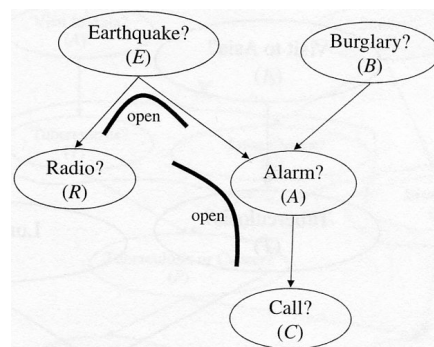 Earthquake?
(E)
Burglary?
(B)
open
Radio?
(R)
Alarm?
(A)
open
Call?
(C)